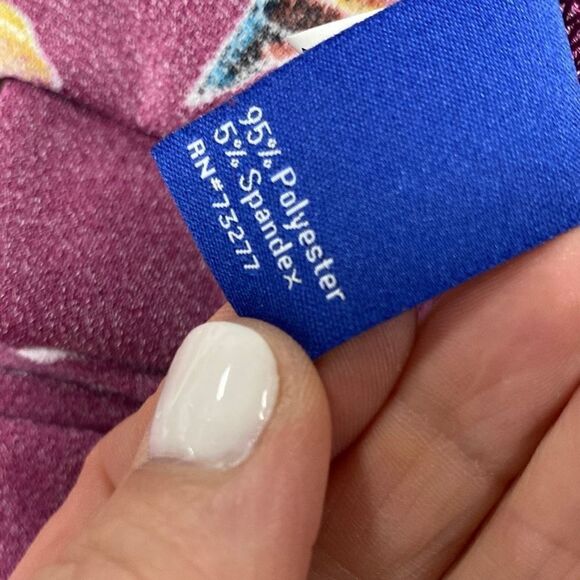 95% Polyester
5% Spandex
RN#73277